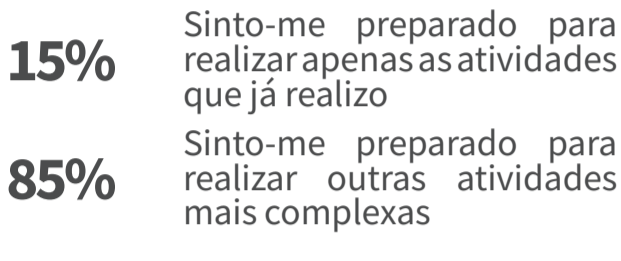 15%
Sinto-me preparado para
realizar apenas as atividades
que já realizo
85%
Sinto-me preparado para
realizar outras atividades
mais complexas